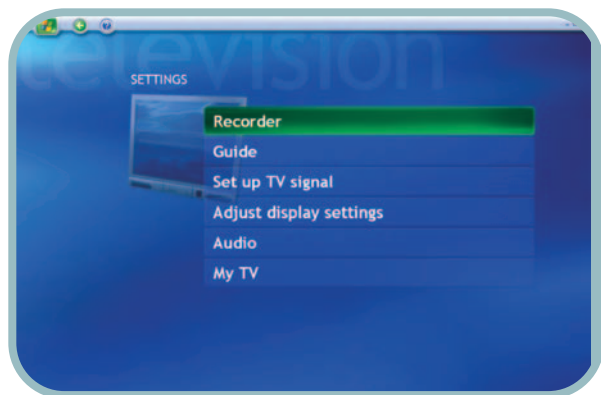 television
SETTINGS
Recorder
Guide
Set up TV signal
Adjust display settings
Audio
My TV